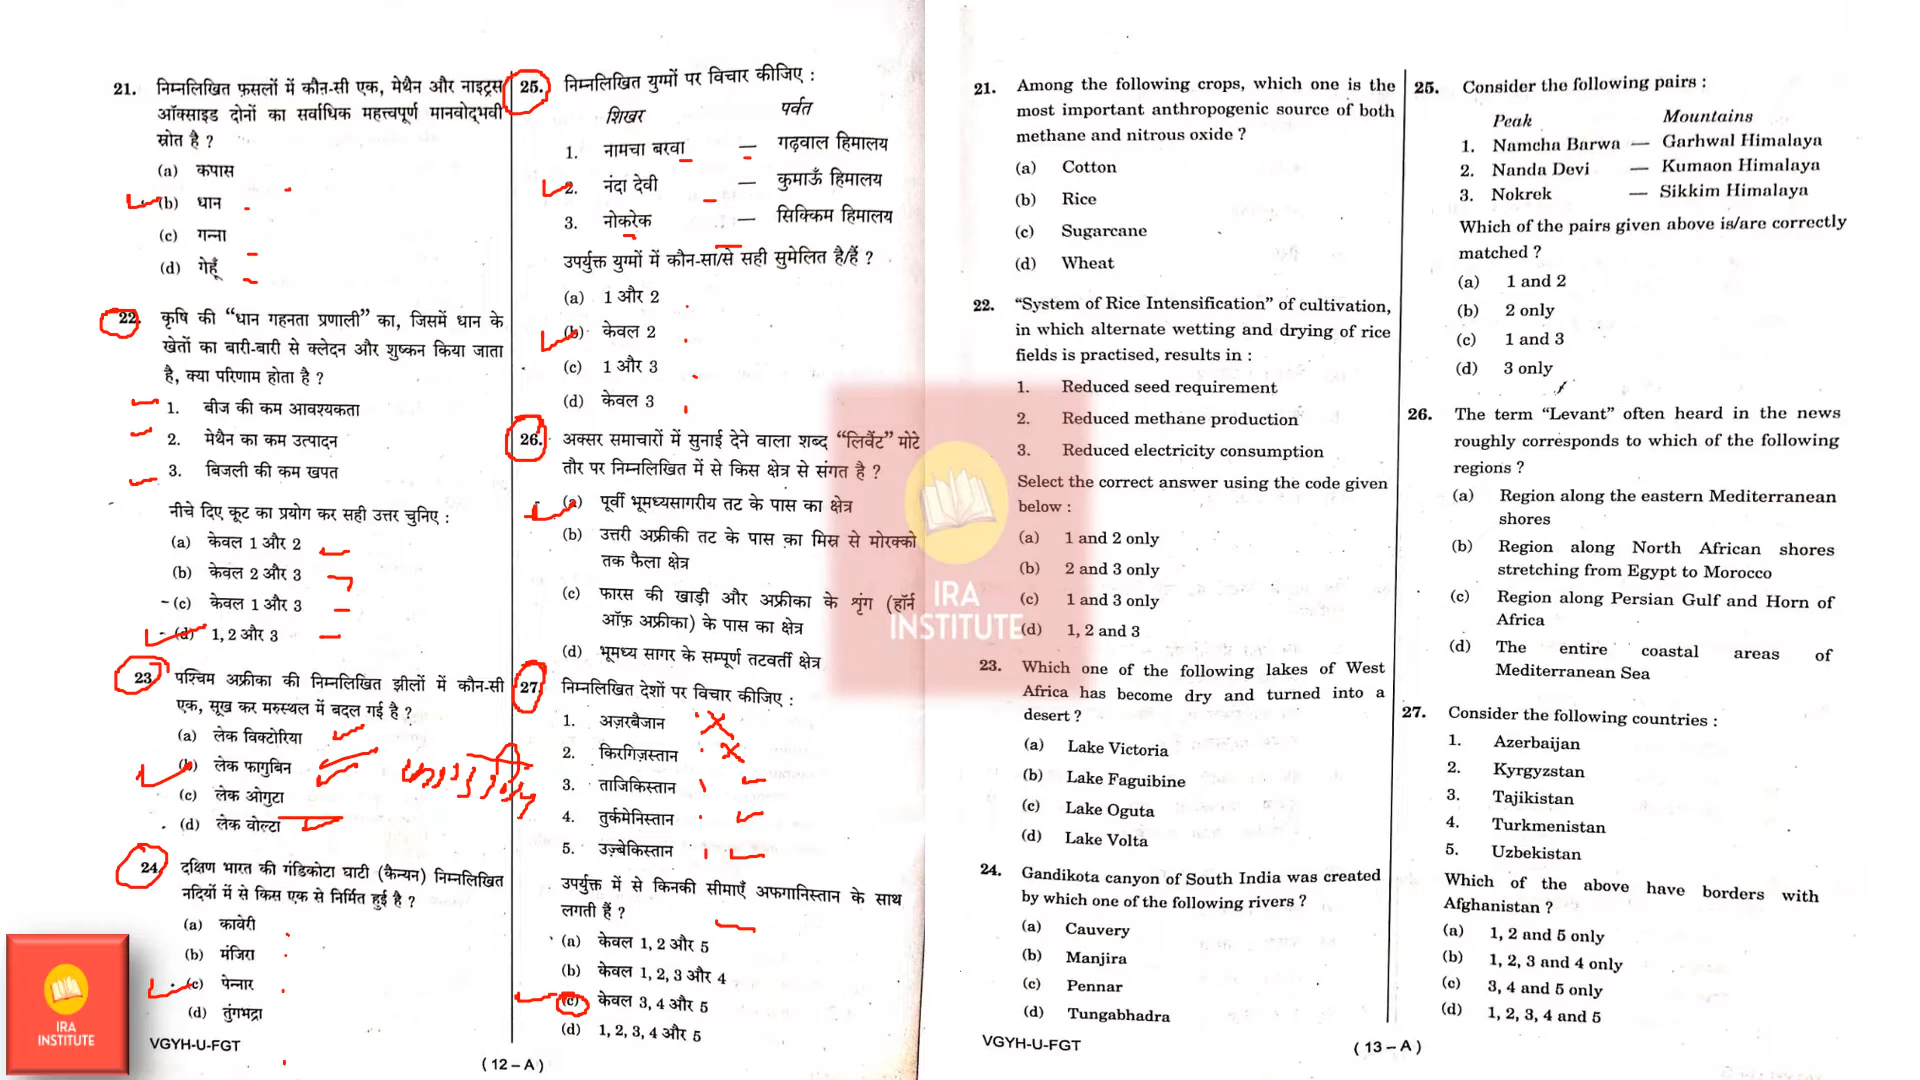 21. निम्नलिखित फ़सलों में कौन-सी एक, मेथैन और नाइट्रस
ऑक्साइड दोनों का सर्वाधिक महत्त्वपूर्ण मानवोद्भवी
स्रोत है ?
(a) कपास
(b) धान
(c) गन्ना
(d) गेहूँ
22. कृषि की “धान गहनता प्रणाली” का, जिसमें धान के
खेतों का बारी-बारी से क्लेदन और शुष्कन किया जाता
है, क्या परिणाम होता है ?
1. बीज की कम आवश्यकता
2. मेथैन का कम उत्पादन
3. बिजली की कम खपत
नीचे दिए कूट का प्रयोग कर सही उत्तर चुनिए :
(a) केवल 1 और 2
(b) केवल 2 और 3
(c) केवल 1 और 3
(d) 1, 2 और 3
23. पश्चिम अफ्रीका की निम्नलिखित झीलों में कौन-सी
एक, सूख कर मरुस्थल में बदल गई है ?
(a) लेक विक्टोरिया
(b) लेक फागुबिन
(c) लेक ओगुटा
(d) लेक वोल्टा
24. दक्षिण भारत की गंडिकोटा घाटी (कैन्यन) निम्नलिखित
नदियों में से किस एक से निर्मित हुई है ?
(a) कावेरी
(b) मंजिरा
(c) पेन्नार
(d) तुंगभद्रा
VGYH-U-FGT
25. निम्नलिखित युग्मों पर विचार कीजिए :
शिखर पर्वत
1. नामचा बरवा — गढ़वाल हिमालय
2. नंदा देवी — कुमाऊँ हिमालय
3. नोकरेक — सिक्किम हिमालय
उपर्युक्त युग्मों में कौन-सा/से सही सुमेलित है/हैं ?
(a) 1 और 2
(b) केवल 2
(c) 1 और 3
(d) केवल 3
26. अक्सर समाचारों में सुनाई देने वाला शब्द “लिवैंट” मोटे
तौर पर निम्नलिखित में से किस क्षेत्र से संगत है ?
(a) पूर्वी भूमध्यसागरीय तट के पास का क्षेत्र
(b) उत्तरी अफ्रीकी तट के पास का मिस्र से मोरक्को
तक फैला क्षेत्र
(c) फारस की खाड़ी और अफ्रीका के शृंग (हॉर्न
ऑफ़ अफ्रीका) के पास का क्षेत्र
(d) भूमध्य सागर के सम्पूर्ण तटवर्ती क्षेत्र
27. निम्नलिखित देशों पर विचार कीजिए :
1. अज़रबैजान
2. किरगिज़स्तान
3. ताजिकिस्तान
4. तुर्कमेनिस्तान
5. उज़्बेकिस्तान
उपर्युक्त में से किनकी सीमाएँ अफगानिस्तान के साथ
लगती हैं ?
(a) केवल 1, 2 और 5
(b) केवल 1, 2, 3 और 4
(c) केवल 3, 4 और 5
(d) 1, 2, 3, 4 और 5
( 12 – A )
21. Among the following crops, which one is the
most important anthropogenic source of both
methane and nitrous oxide ?
(a) Cotton
(b) Rice
(c) Sugarcane
(d) Wheat
22. “System of Rice Intensification” of cultivation,
in which alternate wetting and drying of rice
fields is practised, results in :
1. Reduced seed requirement
2. Reduced methane production
3. Reduced electricity consumption
Select the correct answer using the code given
below :
(a) 1 and 2 only
(b) 2 and 3 only
(c) 1 and 3 only
(d) 1, 2 and 3
23. Which one of the following lakes of West
Africa has become dry and turned into a
desert ?
(a) Lake Victoria
(b) Lake Faguibine
(c) Lake Oguta
(d) Lake Volta
24. Gandikota canyon of South India was created
by which one of the following rivers ?
(a) Cauvery
(b) Manjira
(c) Pennar
(d) Tungabhadra
VGYH-U-FGT
25. Consider the following pairs :
Peak Mountains
1. Namcha Barwa — Garhwal Himalaya
2. Nanda Devi — Kumaon Himalaya
3. Nokrek — Sikkim Himalaya
Which of the pairs given above is/are correctly
matched ?
(a) 1 and 2
(b) 2 only
(c) 1 and 3
(d) 3 only
26. The term “Levant” often heard in the news
roughly corresponds to which of the following
regions ?
(a) Region along the eastern Mediterranean
shores
(b) Region along North African shores
stretching from Egypt to Morocco
(c) Region along Persian Gulf and Horn of
Africa
(d) The entire coastal areas of
Mediterranean Sea
27. Consider the following countries :
1. Azerbaijan
2. Kyrgyzstan
3. Tajikistan
4. Turkmenistan
5. Uzbekistan
Which of the above have borders with
Afghanistan ?
(a) 1, 2 and 5 only
(b) 1, 2, 3 and 4 only
(c) 3, 4 and 5 only
(d) 1, 2, 3, 4 and 5
( 13 – A )
IRA
INSTITUTE
IRA
INSTITUTE